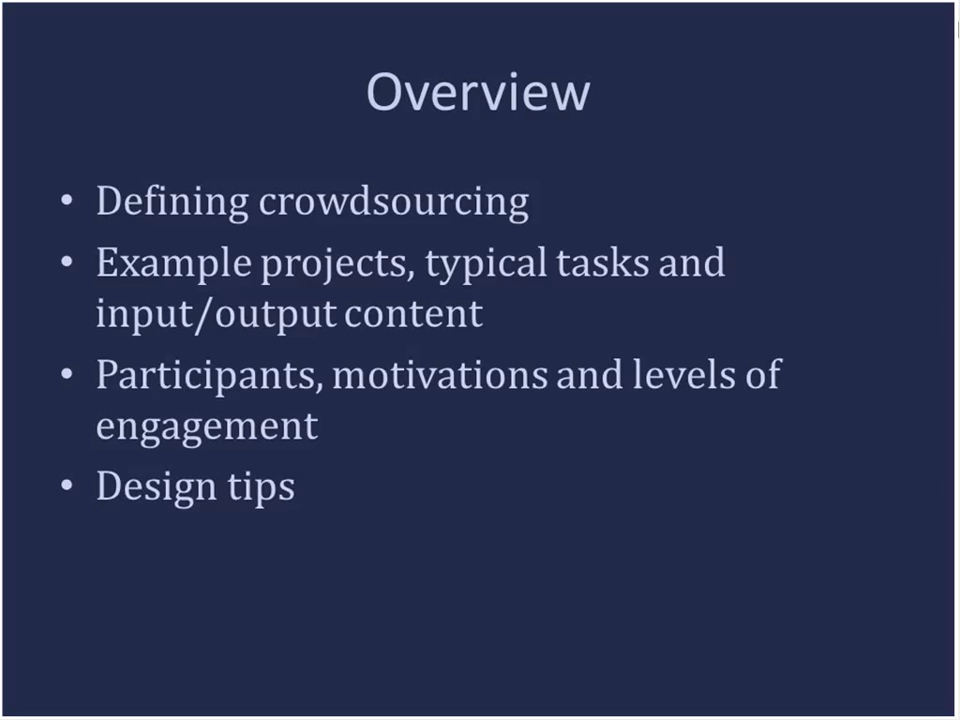 Overview
• Defining crowdsourcing
• Example projects, typical tasks and
input/output content
• Participants, motivations and levels of
engagement
• Design tips